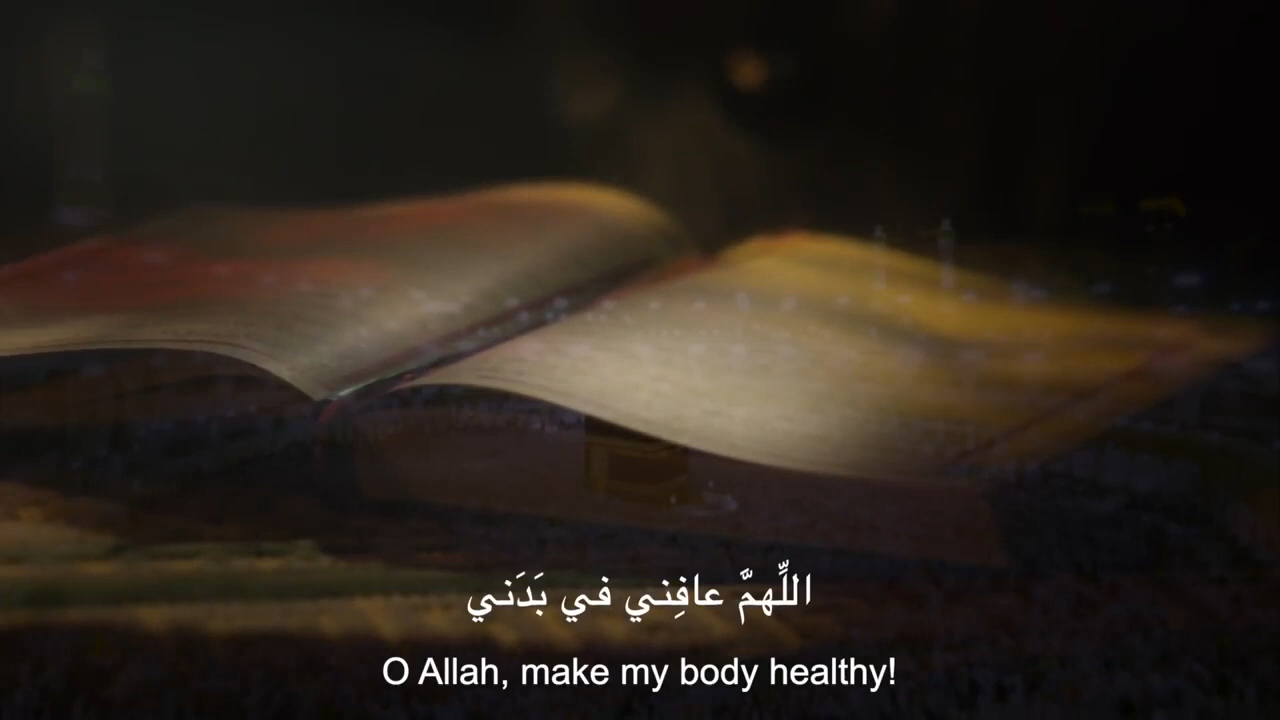 اللِّهمَّ عافِني في بَدَني
O Allah, make my body healthy!